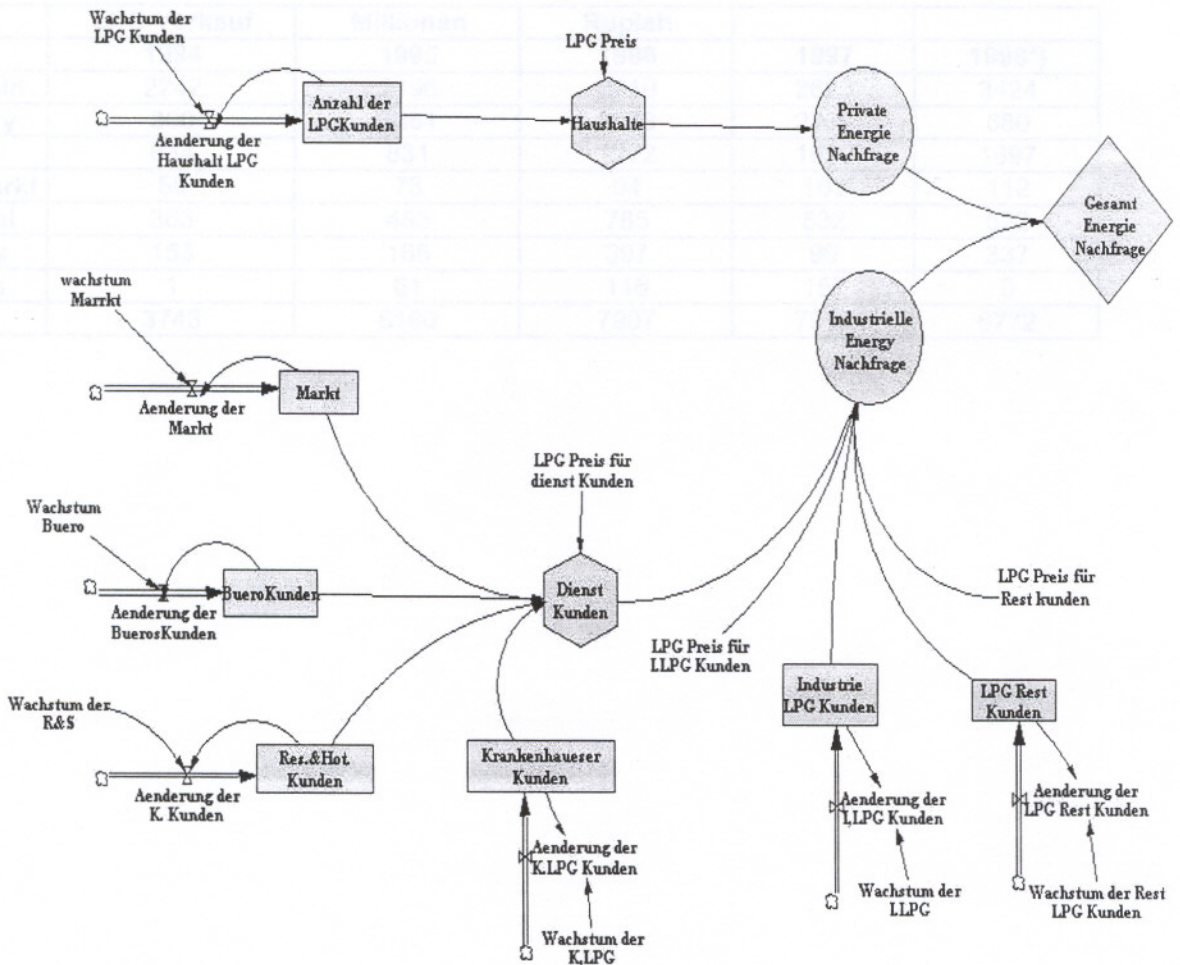 Wachstum der
LPG Kunden
LPG Preis
Anzahl der
LPGKunden
Haushalte
Private
Energie
Nachfrage
Aenderung der
Haushalt LPG
Kunden
Gesamt
Energie
Nachfrage
wachstum
Marrkt
Industrielle
Energy
Nachfrage
Markt
Aenderung der
Markt
LPG Preis für
dienst Kunden
Wachstum
Buero
BueroKunden
Dienst
Kunden
LPG Preis für
Rest kunden
Aenderung der
BuerosKunden
LPG Preis für
I.LPG Kunden
Industrie
LPG Kunden
LPG Rest
Kunden
Wachstum der
R&S
Res.&Hot.
Kunden
Krankenhaueser
Kunden
Aenderung der
K. Kunden
Aenderung der
I,LPG Kunden
Aenderung der
LPG Rest Kunden
Aenderung der
K.LPG Kunden
Wachstum der
I.LPG
Wachstum der Rest
LPG Kunden
Wachstum der
K,LPG